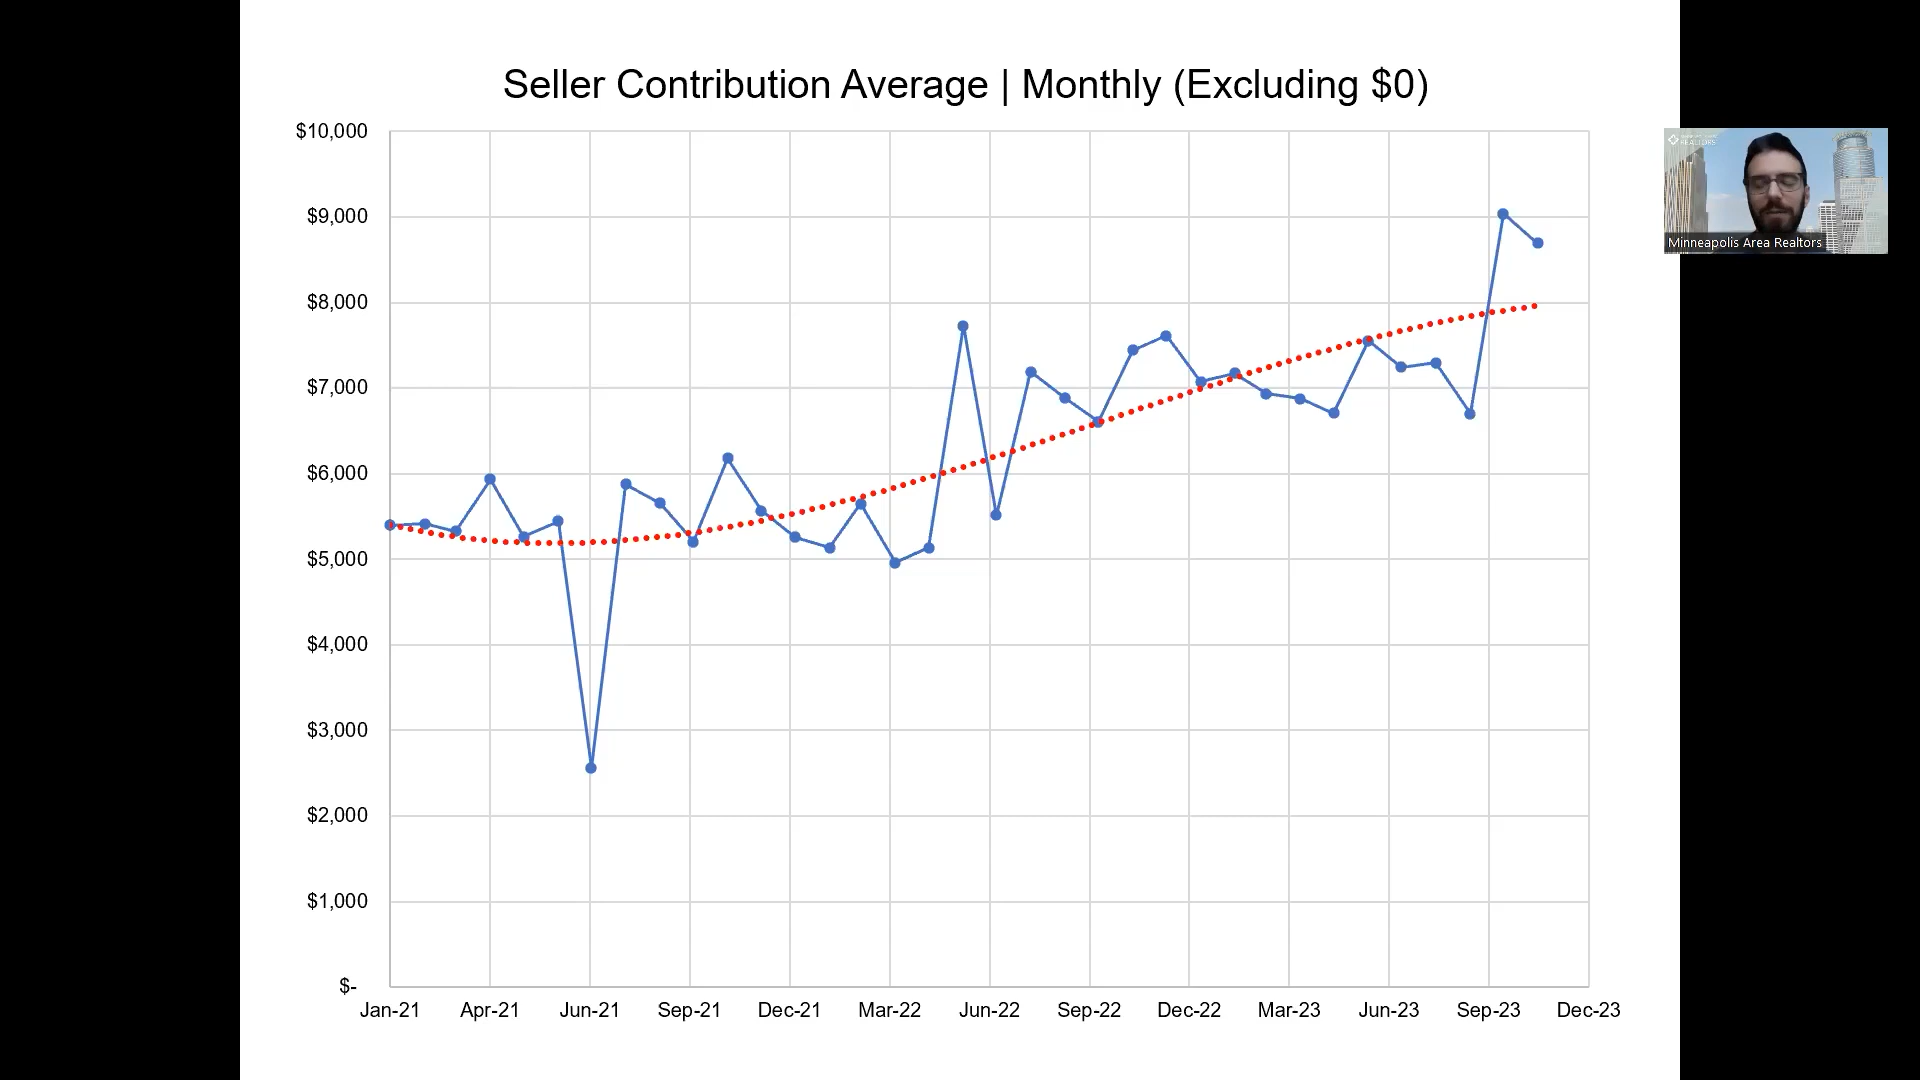 Seller Contribution Average | Monthly (Excluding $0)
$10,000
$9,000
$8,000
$7,000
$6,000
$5,000
$4,000
$3,000
$2,000
$1,000
$-
Jan-21 Apr-21 Jun-21 Sep-21 Dec-21 Mar-22 Jun-22 Sep-22 Dec-22 Mar-23 Jun-23 Sep-23 Dec-23
REALTORS
Minneapolis Area Realtors